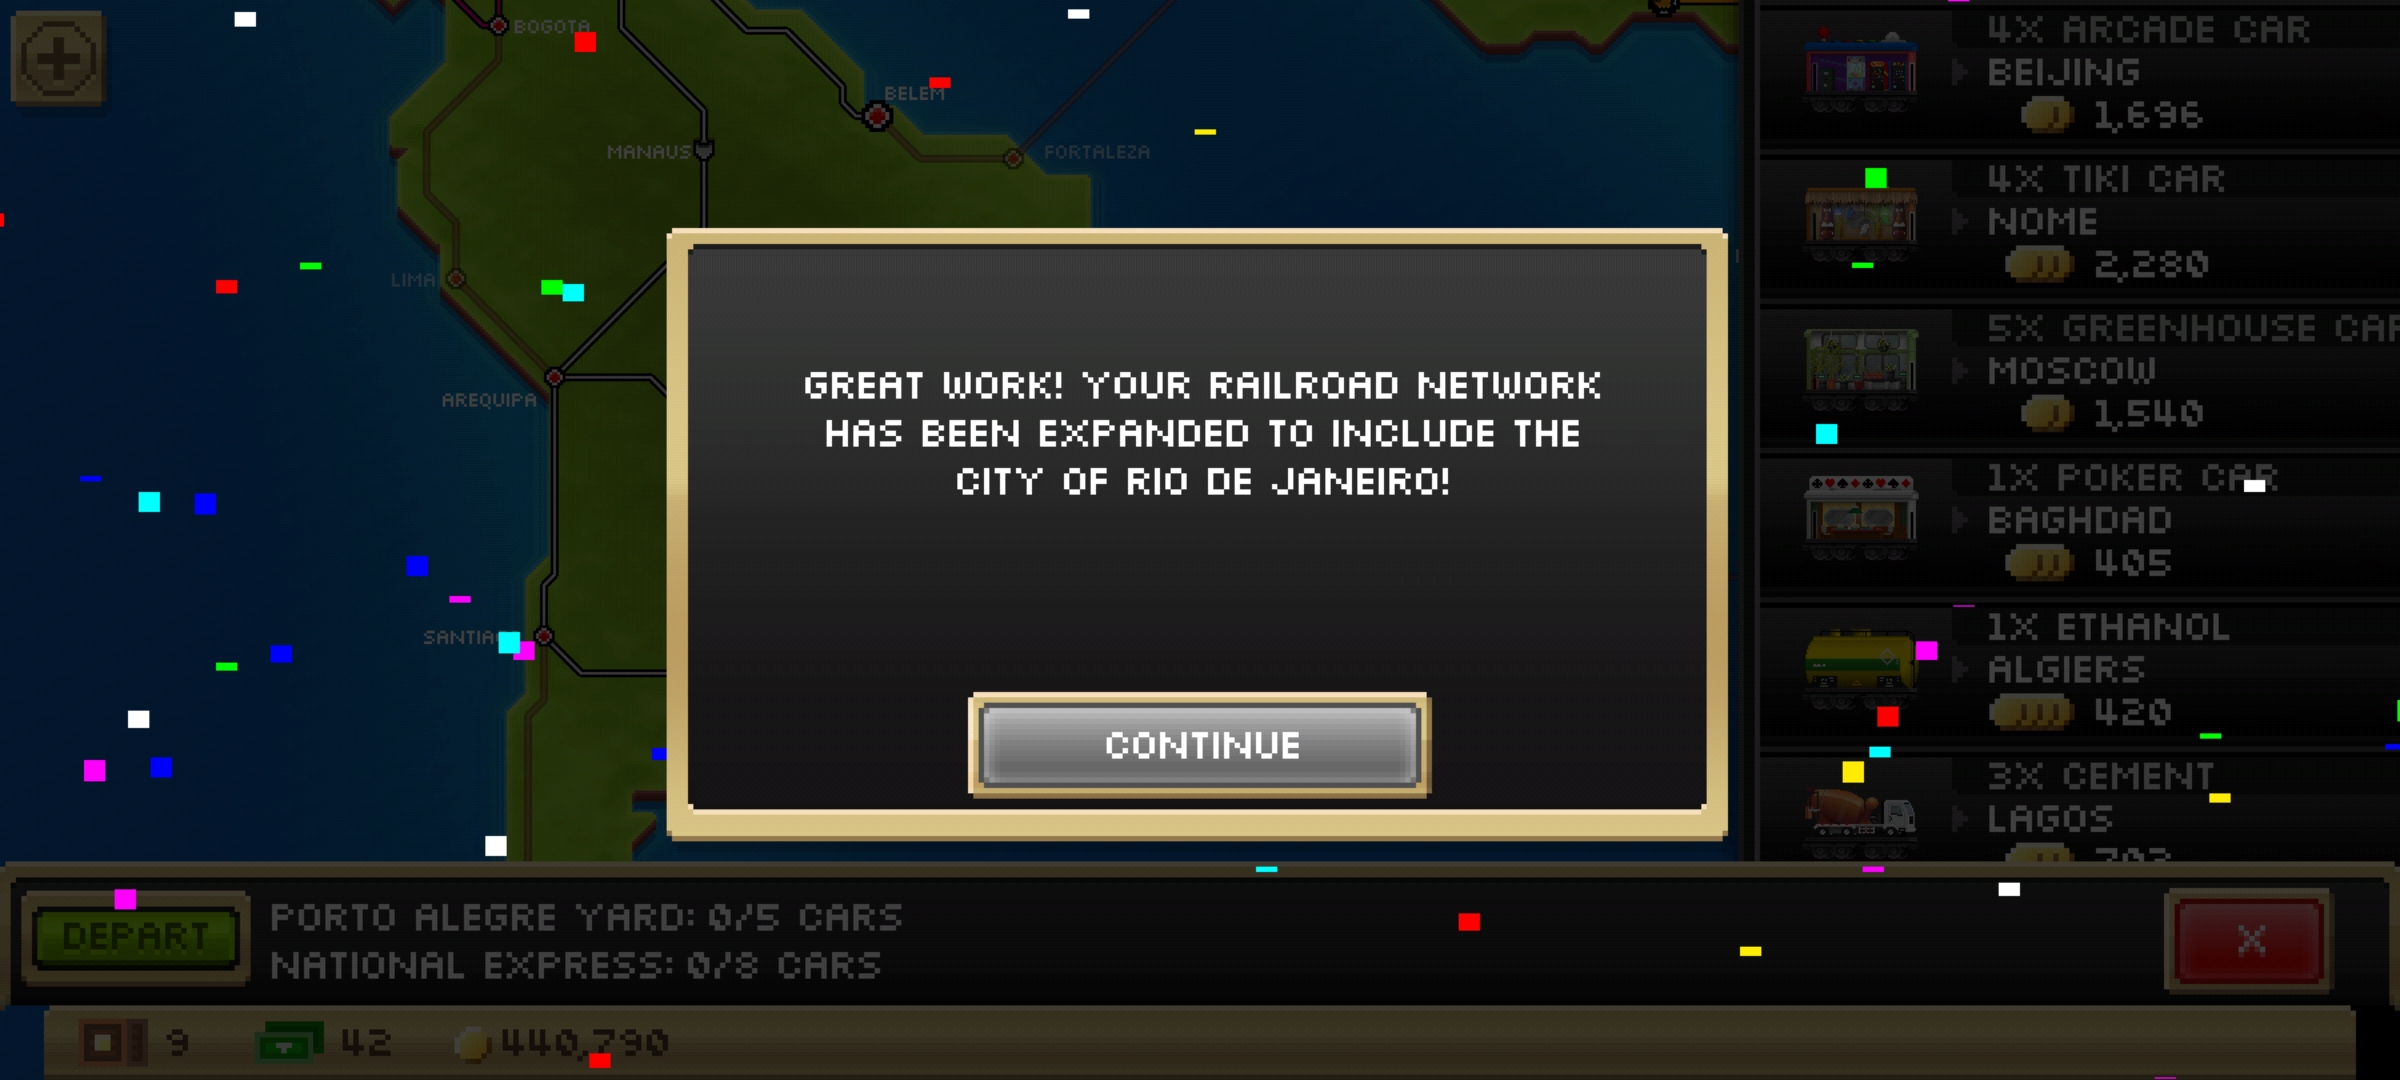 BOGOTA
BELEM
MANAUS
FORTALEZA
LIMA
AREQUIPA
GREAT WORK! YOUR RAILROAD NETWORK
HAS BEEN EXPANDED TO INCLUDE THE
CITY OF RIO DE JANEIRO!
CONTINUE
4X ARCADE CAR
BEIJING
1,696
4X TIKI CAR
NOME
2,280
5X GREENHOUSE CAR
MOSCOW
1,540
1X POKER CAR
BAGHDAD
405
1X ETHANOL
ALGIERS
420
3X CEMENT
LAGOS
DEPART
PORTO ALEGRE YARD: 0/5 CARS
NATIONAL EXPRESS: 0/8 CARS
X
9
42
440,790